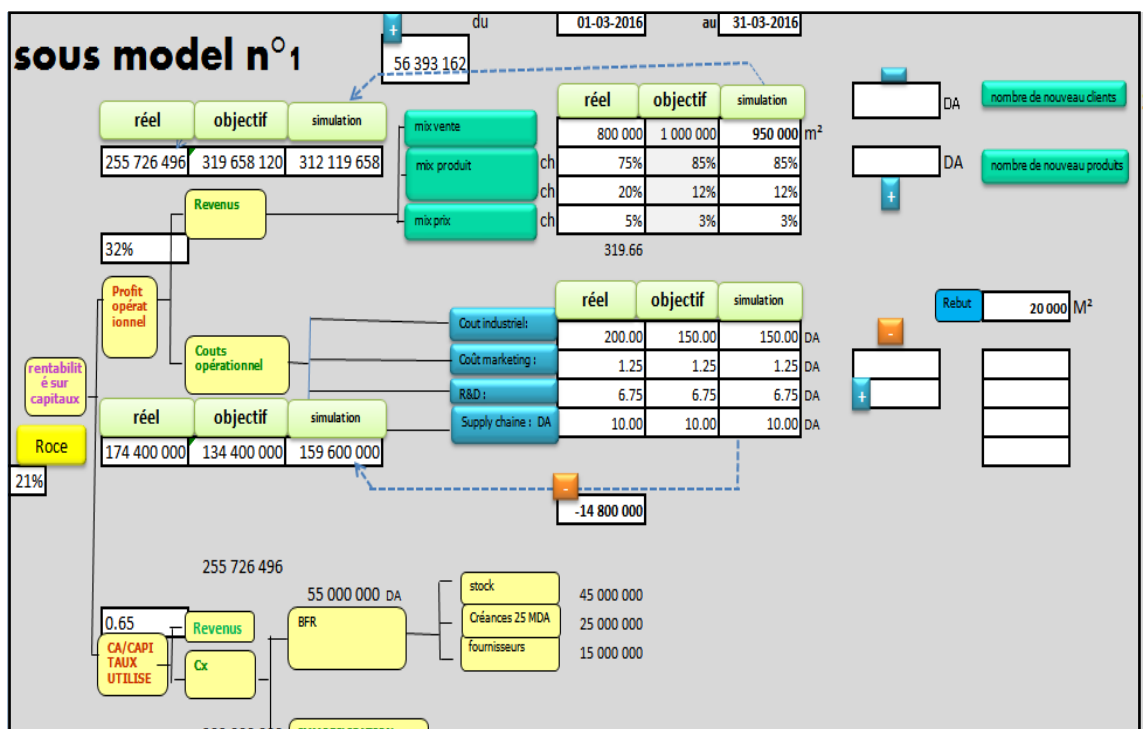 du 01-03-2016 au 31-03-2016
+
sous model n°1
56 393 162
réel objectif simulation
800 000 1 000 000 950 000 m²
75% 85% 85%
20% 12% 12%
5% 3% 3%
319.66
mix vente
mix produit ch
ch
mix prix ch
DA nombre de nouveau clients
DA nombre de nouveau produits
+
réel objectif simulation
255 726 496 319 658 120 312 119 658
Revenus
32%
Profit
opérat
ionnel
Couts
opérationnel
réel objectif simulation
Cout industriel: 200.00 150.00 150.00 DA
Coût marketing : 1.25 1.25 1.25 DA
R&D : 6.75 6.75 6.75 DA
Supply chaine : DA 10.00 10.00 10.00 DA
Rebut 20 000 M²
-
+
rentabilit
é sur
capitaux
Roce
21%
réel objectif simulation
174 400 000 134 400 000 159 600 000
-
-14 800 000
255 726 496
55 000 000 DA
0.65
Revenus
CA/CAPI
TAUX
UTILISE
Cx
BFR
stock 45 000 000
Créances 25 MDA 25 000 000
fournisseurs 15 000 000